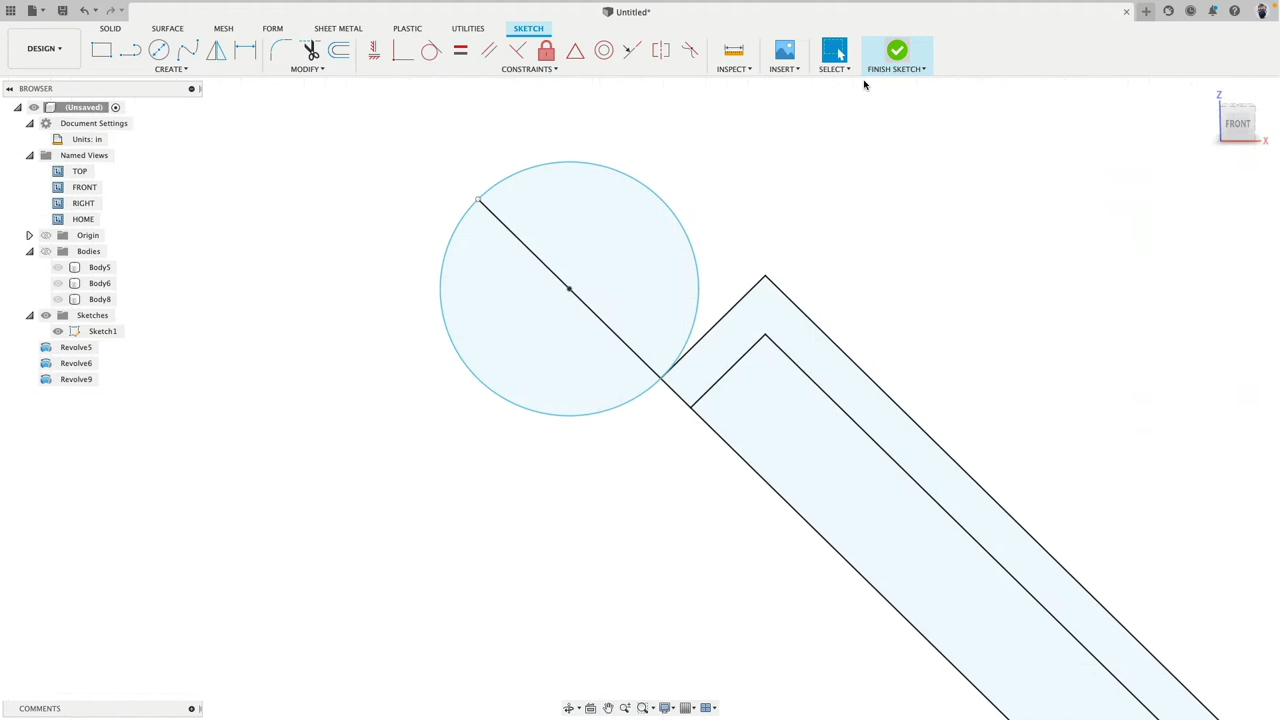 Untitled*
SOLID SURFACE MESH FORM SHEET METAL PLASTIC UTILITIES SKETCH
DESIGN
CREATE MODIFY CONSTRAINTS INSPECT INSERT SELECT FINISH SKETCH
BROWSER
(Unsaved)
Document Settings
Units: in
Named Views
TOP
FRONT
RIGHT
HOME
Origin
Bodies
Body5
Body6
Body8
Sketches
Sketch1
Revolve5
Revolve6
Revolve9
Z
FRONT
X
COMMENTS